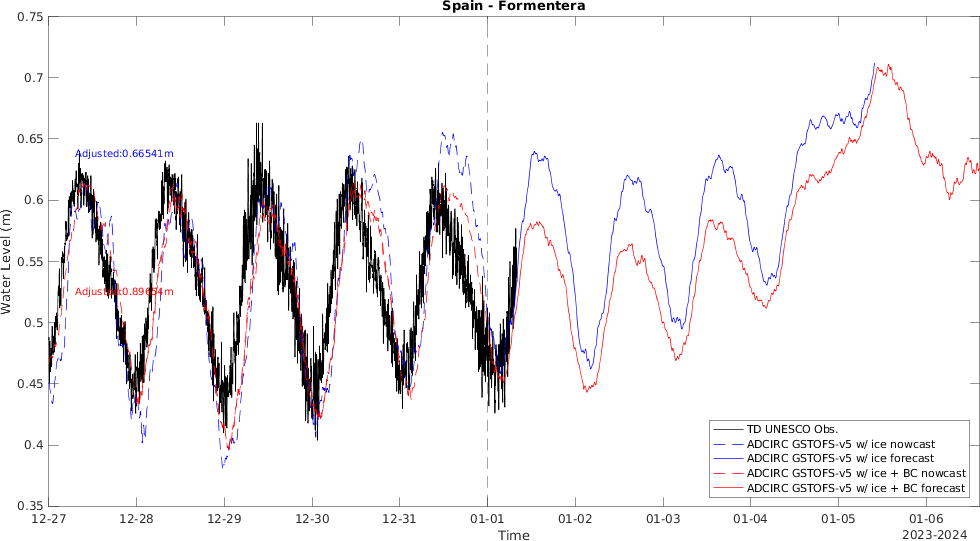 Spain - Formentera
0.75
0.7
0.65
0.6
0.55
0.5
0.45
0.4
0.35
Water Level (m)
Adjusted:0.66541m
Adjusted:0.89654m
TD UNESCO Obs.
ADCIRC GSTOFS-v5 w/ ice nowcast
ADCIRC GSTOFS-v5 w/ ice forecast
ADCIRC GSTOFS-v5 w/ ice + BC nowcast
ADCIRC GSTOFS-v5 w/ ice + BC forecast
12-27 12-28 12-29 12-30 12-31 01-01 01-02 01-03 01-04 01-05 01-06
Time
2023-2024